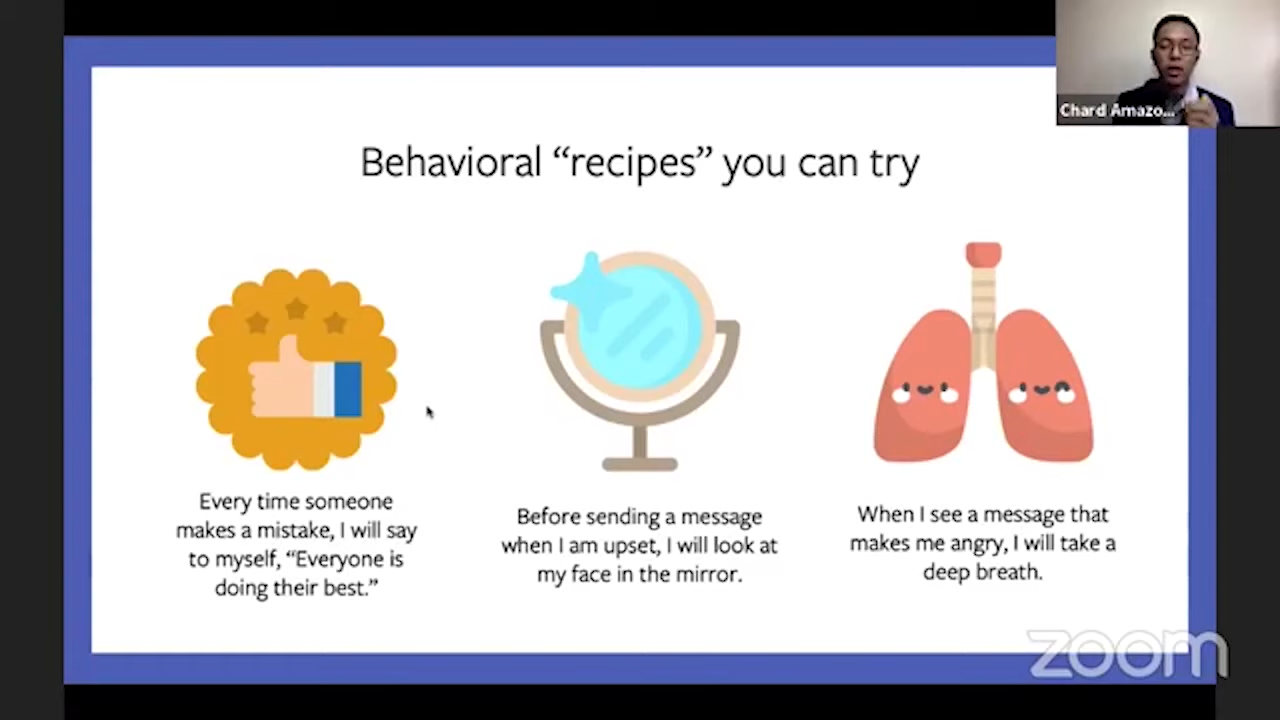 Chard Amazo...
Behavioral “recipes” you can try
Every time someone
makes a mistake, I will say
to myself, “Everyone is
doing their best.”
Before sending a message
when I am upset, I will look at
my face in the mirror.
When I see a message that
makes me angry, I will take a
deep breath.
zoom